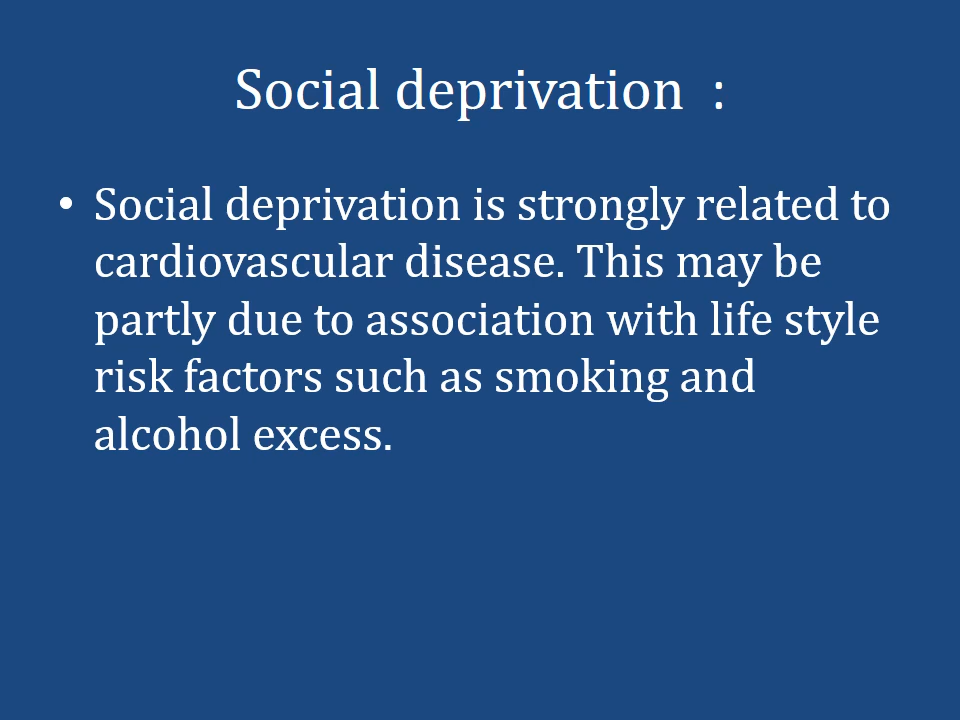 Social deprivation  :
• Social deprivation is strongly related to
cardiovascular disease. This may be
partly due to association with life style
risk factors such as smoking and
alcohol excess.